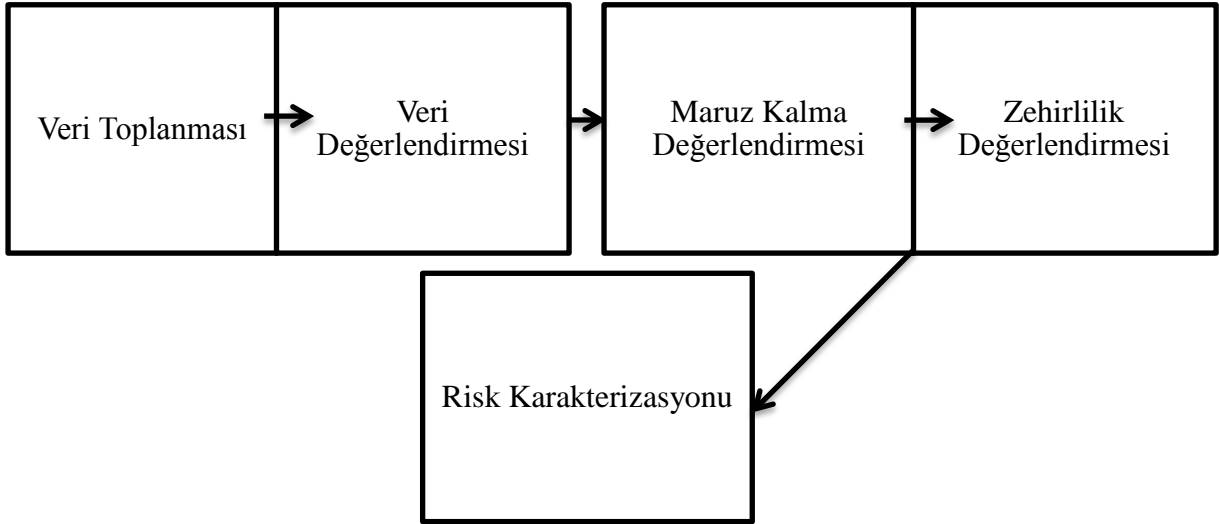 Veri Toplanması
Veri
Değerlendirmesi
Maruz Kalma
Değerlendirmesi
Zehirlilik
Değerlendirmesi
Risk Karakterizasyonu